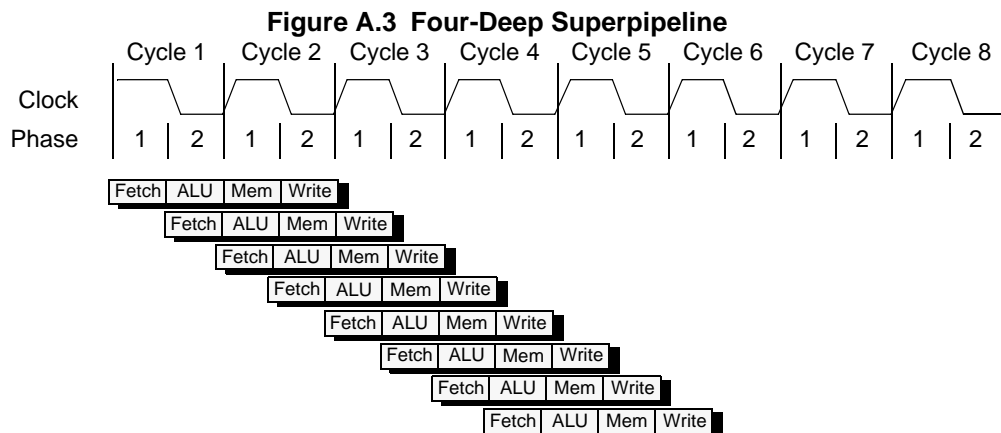 Figure A.3 Four-Deep Superpipeline
Cycle 1 Cycle 2 Cycle 3 Cycle 4 Cycle 5 Cycle 6 Cycle 7 Cycle 8
Clock
Phase 1 2 1 2 1 2 1 2 1 2 1 2 1 2 1 2
Fetch ALU Mem Write
Fetch ALU Mem Write
Fetch ALU Mem Write
Fetch ALU Mem Write
Fetch ALU Mem Write
Fetch ALU Mem Write
Fetch ALU Mem Write
Fetch ALU Mem Write